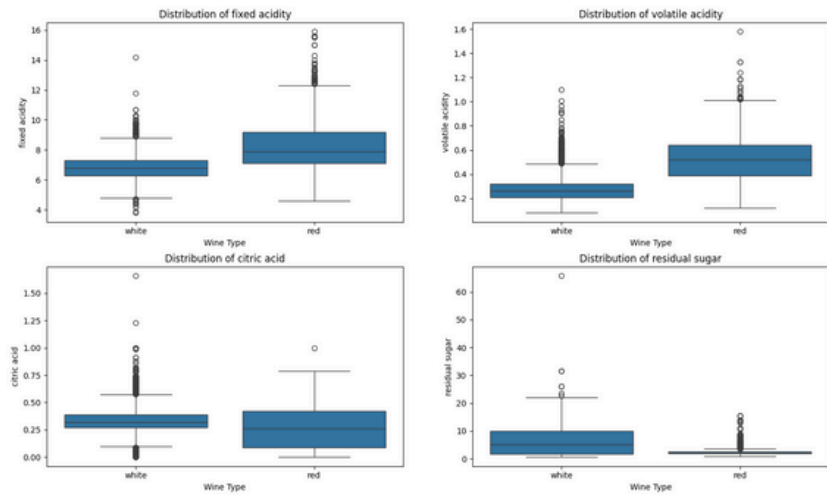 Distribution of fixed acidity
16
14
12
10
8
6
4
fixed acidity
white
red
Wine Type
Distribution of volatile acidity
1.6
1.4
1.2
1.0
0.8
0.6
0.4
0.2
volatile acidity
white
red
Wine Type
Distribution of citric acid
1.50
1.25
1.00
0.75
0.50
0.25
0.00
citric acid
white
red
Wine Type
Distribution of residual sugar
60
50
40
30
20
10
0
residual sugar
white
red
Wine Type